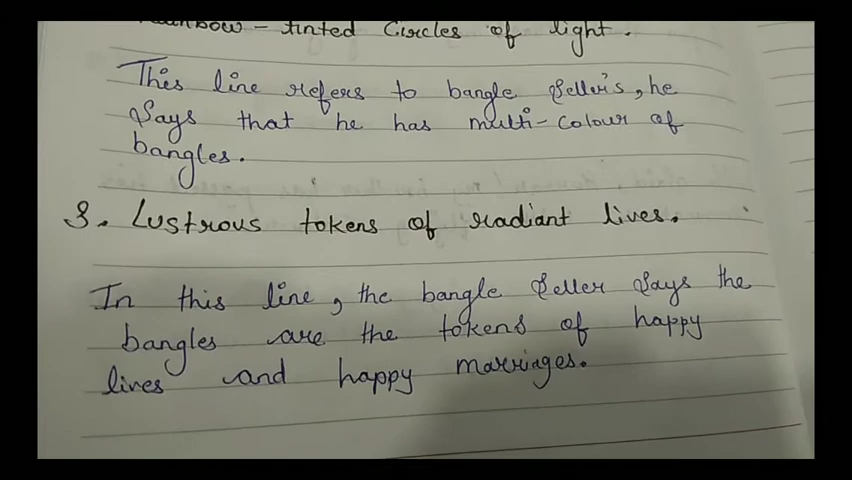 Rainbow - tinted Circles of light.
This line refers to bangle Seller's, he
Says that he has multi-colour of
bangles.
3. Lustrous tokens of radiant lives.
In this line, the bangle Seller Says the
bangles are the tokens of happy
lives and happy marriages.